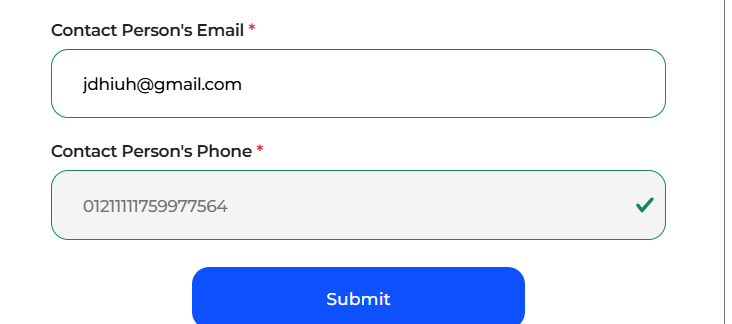 Contact Person's Email *
jdhiuh@gmail.com
Contact Person's Phone *
01211111759977564
Submit